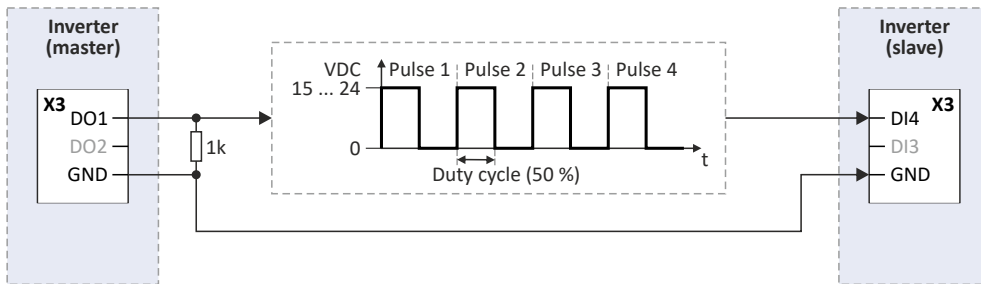 Inverter
(master)
X3
DO1
DO2
GND
1k
VDC
15 ... 24
0
Pulse 1 Pulse 2 Pulse 3 Pulse 4
t
Duty cycle (50 %)
Inverter
(slave)
X3
DI4
DI3
GND